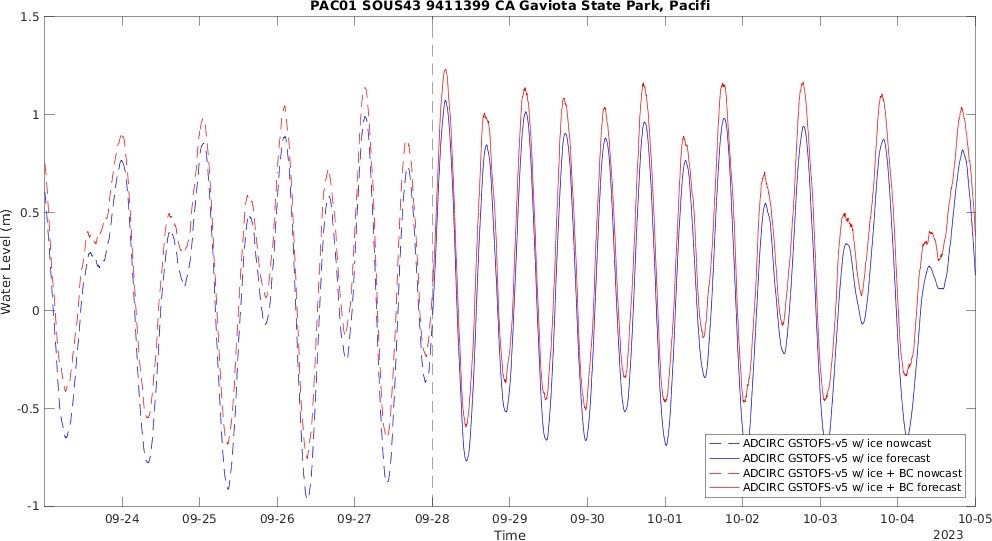 PAC01 SOUS43 9411399 CA Gaviota State Park, Pacifi
1.5
1
0.5
0
-0.5
-1
Water Level (m)
09-24 09-25 09-26 09-27 09-28 09-29 09-30 10-01 10-02 10-03 10-04 10-05
Time
2023
ADCIRC GSTOFS-v5 w/ ice nowcast
ADCIRC GSTOFS-v5 w/ ice forecast
ADCIRC GSTOFS-v5 w/ ice + BC nowcast
ADCIRC GSTOFS-v5 w/ ice + BC forecast